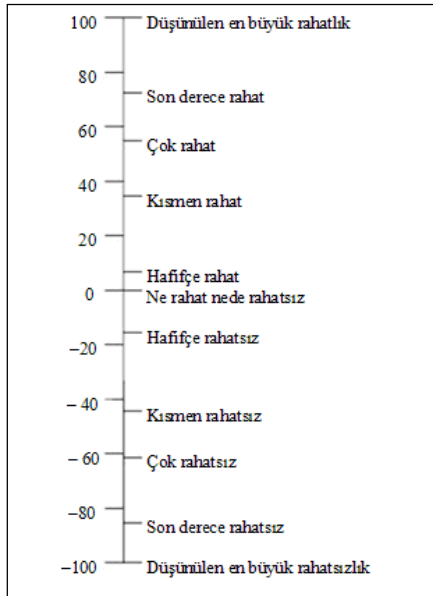 100 Düşünülen en büyük rahatlık
80
Son derece rahat
60
Çok rahat
40
Kısmen rahat
20
Hafifçe rahat
0
Ne rahat nede rahatsız
Hafifçe rahatsız
–20
– 40
Kısmen rahatsız
– 60
Çok rahatsız
–80
Son derece rahatsız
–100 Düşünülen en büyük rahatsızlık